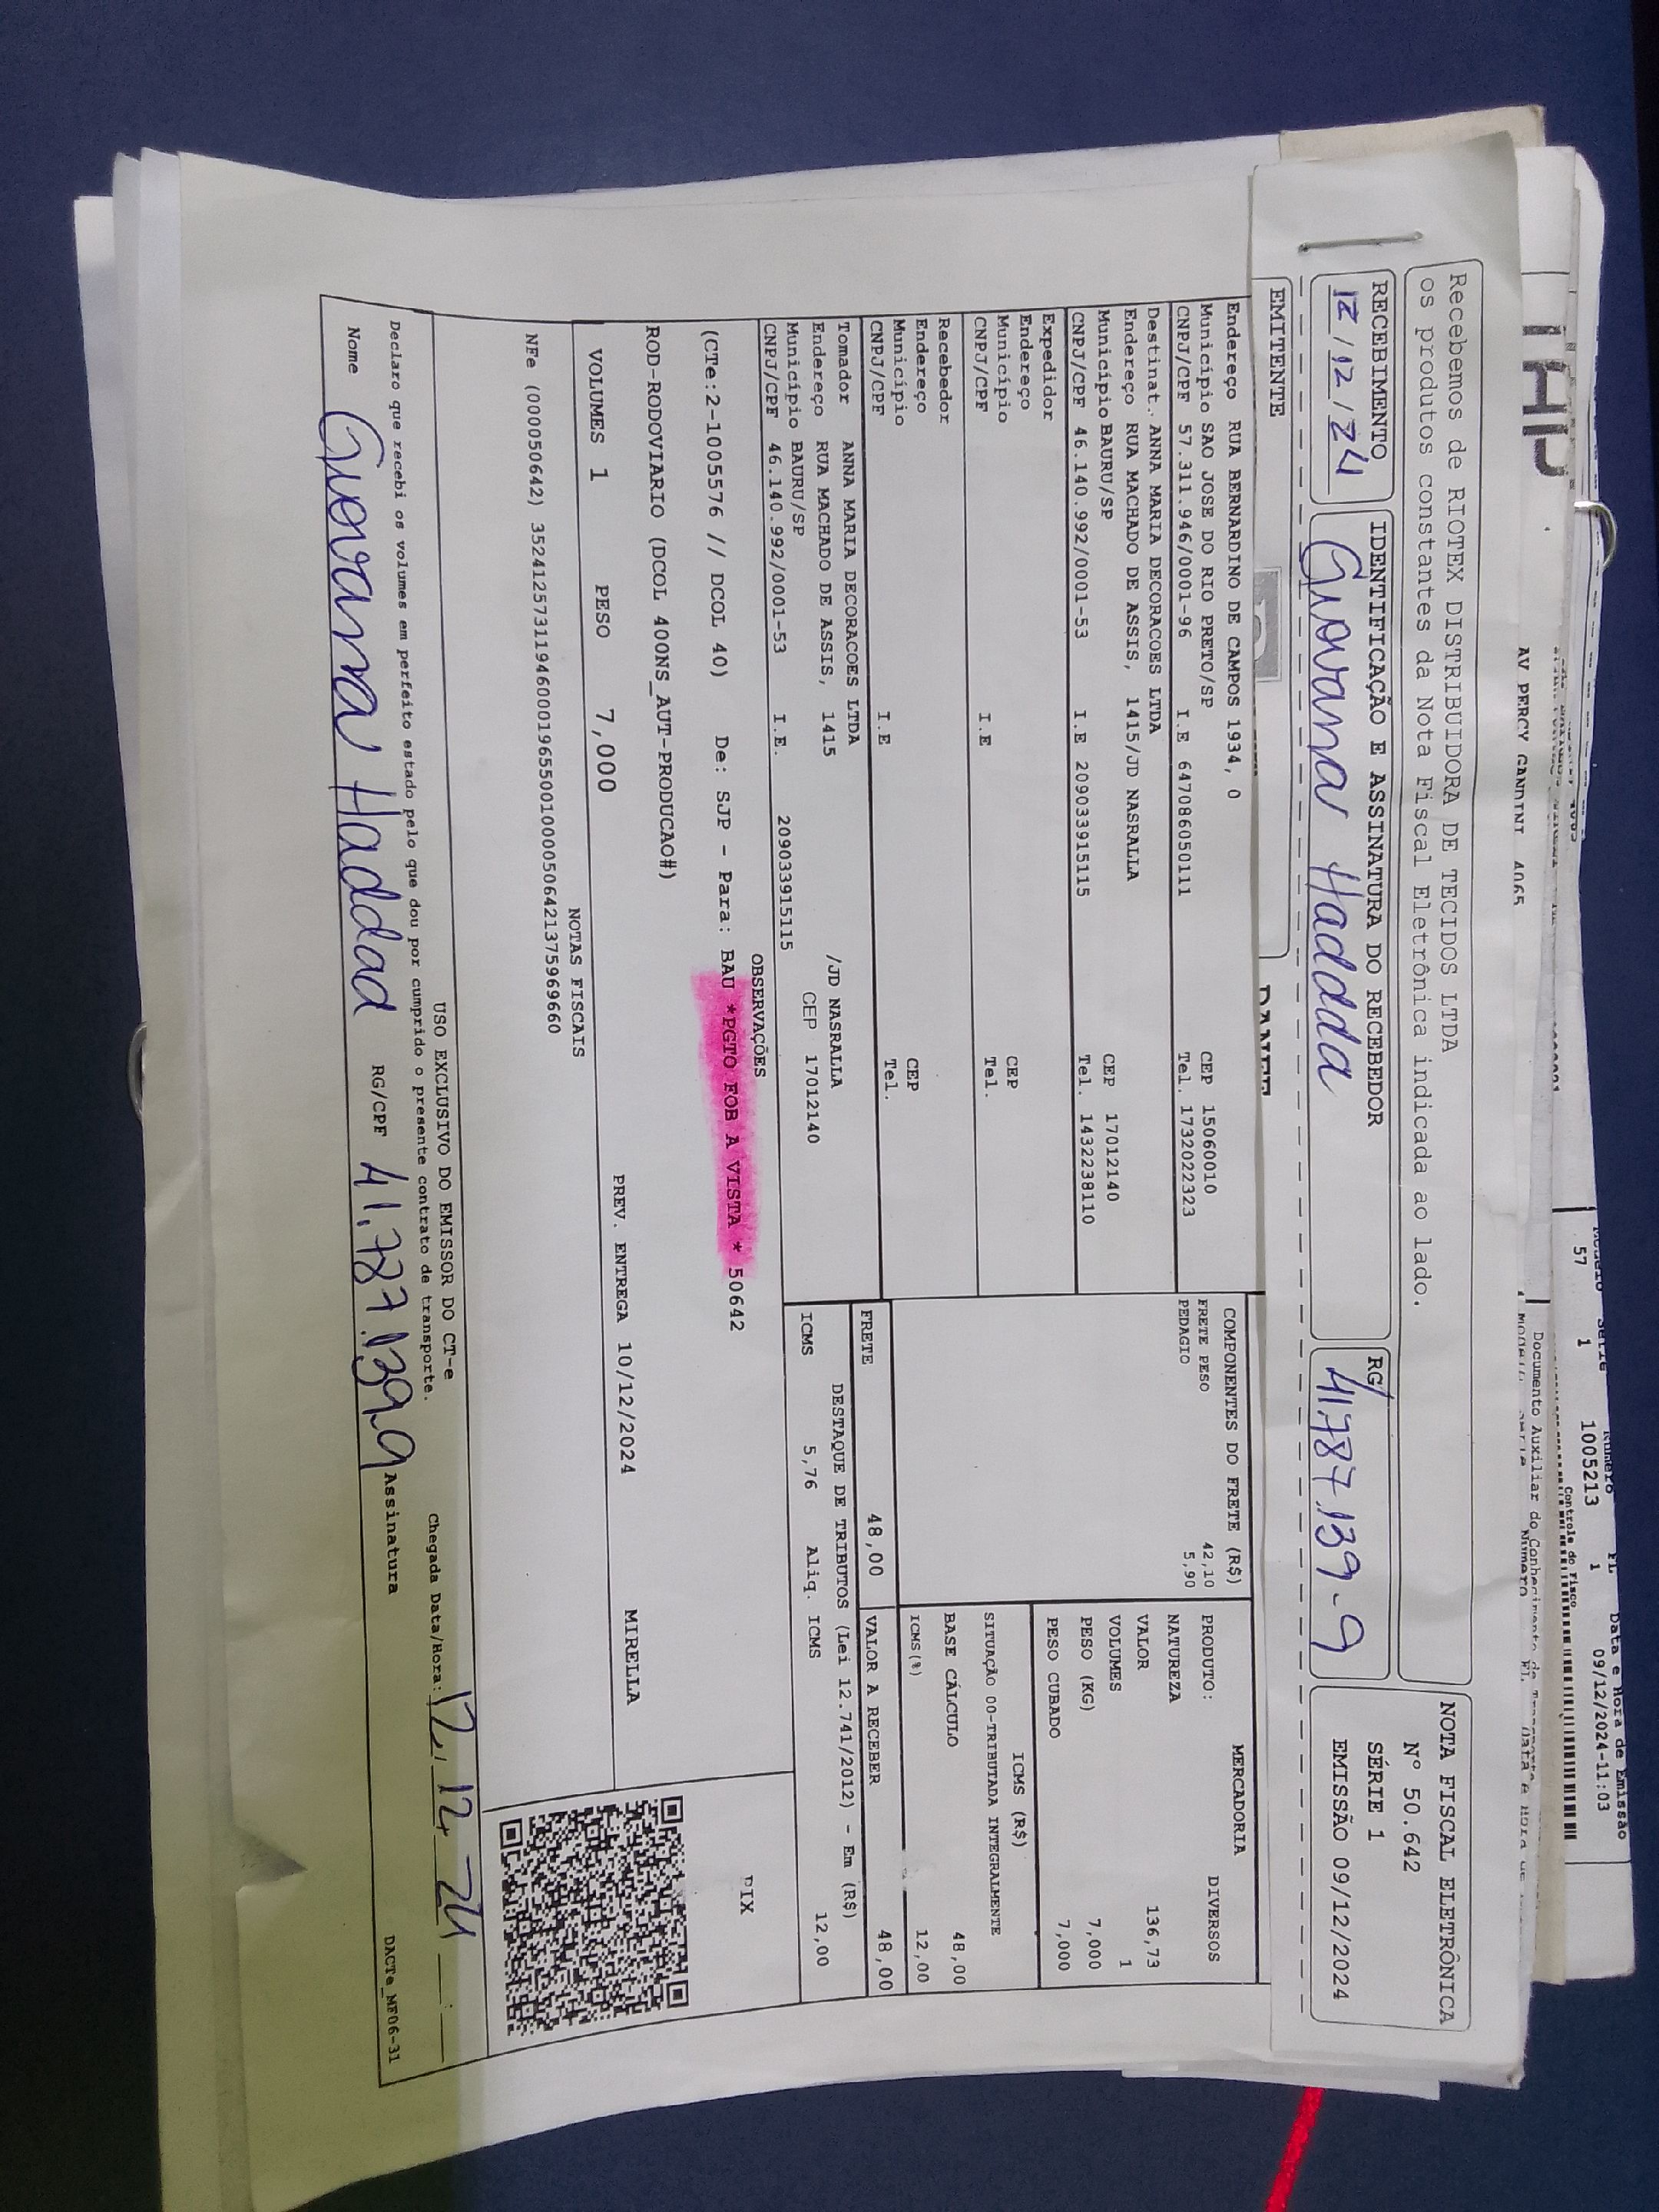 Recebemos de RIOTEX DISTRIBUIDORA DE TECIDOS LTDA
os produtos constantes da Nota Fiscal Eletrônica indicada ao lado.
NOTA FISCAL ELETRÔNICA
Nº 50.642
SÉRIE 1
EMISSÃO 09/12/2024
RECEBIMENTO
12/12/24
IDENTIFICAÇÃO E ASSINATURA DO RECEBEDOR
Giovana Haddad
RG
41.787.139-9
EMITENTE
Endereço RUA BERNARDINO DE CAMPOS 1934, 0
Município SAO JOSE DO RIO PRETO/SP CEP 15060010
CNPJ/CPF 57.311.946/0001-96 I.E 647086050111 Tel. 1732022323
Destinat. ANNA MARIA DECORACOES LTDA
Endereço RUA MACHADO DE ASSIS, 1415/JD NASRALLA
Município BAURU/SP CEP 17012140
CNPJ/CPF 46.140.992/0001-53 I.E 209033915115 Tel. 1432238110
Expedidor
Endereço
Município CEP
CNPJ/CPF I.E Tel.
Recebedor
Endereço
Município CEP
CNPJ/CPF I.E Tel.
Tomador ANNA MARIA DECORACOES LTDA
Endereço RUA MACHADO DE ASSIS, 1415 /JD NASRALLA
Município BAURU/SP CEP 17012140
CNPJ/CPF 46.140.992/0001-53 I.E. 209033915115
COMPONENTES DO FRETE (R$)
FRETE PESO 42,10
PEDAGIO 5,90
MERCADORIA
PRODUTO: DIVERSOS
NATUREZA
VALOR 136,73
VOLUMES 1
PESO (KG) 7,000
PESO CUBADO 7,000
ICMS (R$)
SITUAÇÃO 00-TRIBUTADA INTEGRALMENTE
BASE CÁLCULO 48,00
ICMS(%) 12,00
FRETE 48,00
VALOR A RECEBER 48,00
DESTAQUE DE TRIBUTOS (Lei 12.741/2012) - Em (R$)
ICMS 5,76 Aliq. ICMS 12,00
OBSERVAÇÕES
(CTe:2-1005576 // DCOL 40) De: SJP - Para: BAU *PGTO FOB A VISTA * 50642
ROD-RODOVIARIO (DCOL 400NS_AUT-PRODUCAO#)
PIX
VOLUMES 1 PESO 7,000 PREV. ENTREGA 10/12/2024 MIRELLA
NOTAS FISCAIS
NFe (000050642) 35241257311946000196550010000506421375969660
USO EXCLUSIVO DO EMISSOR DO CT-e
Declaro que recebi os volumes em perfeito estado pelo que dou por cumprido o presente contrato de transporte.
Chegada Data/Hora: 12/12-24
Nome Giovana Haddad RG/CPF 41.787.139-9 Assinatura
DACTe_MF06-31
AV PERCY GANDINI 4065
57 1 1005213 1 09/12/2024-11:03
Data e Hora de Emissão
Controle do Fisco
Documento Auxiliar do Conhecimento de Transporte